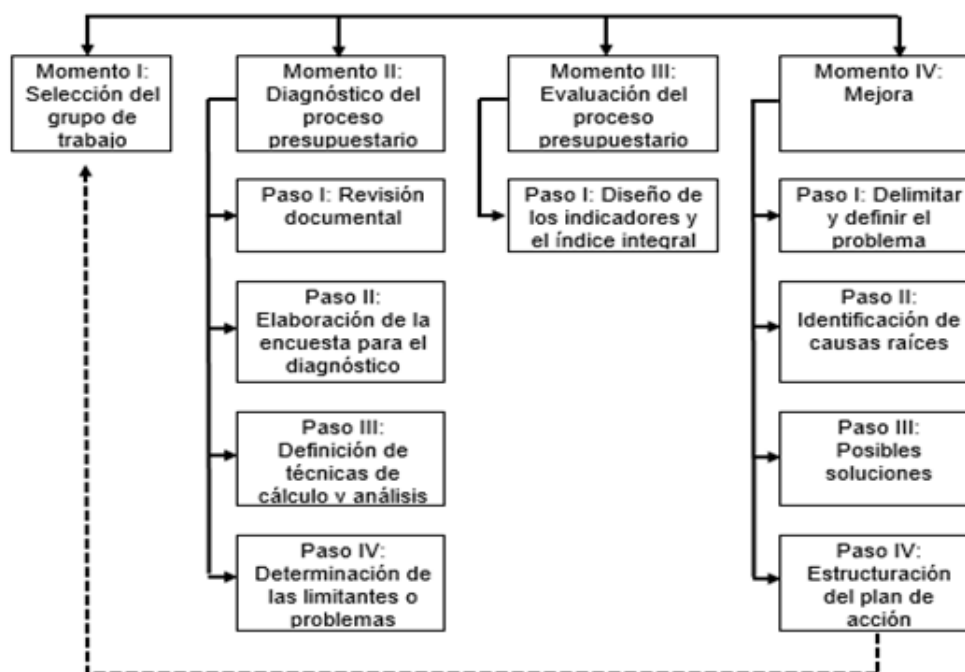 Momento I:
Selección del
grupo de
trabajo
Momento II:
Diagnóstico del
proceso
presupuestario
Paso I: Revisión
documental
Paso II:
Elaboración de la
encuesta para el
diagnóstico
Paso III:
Definición de
técnicas de
cálculo y análisis
Paso IV:
Determinación de
las limitantes o
problemas
Momento III:
Evaluación del
proceso
presupuestario
Paso I: Diseño de
los indicadores y
el índice integral
Momento IV:
Mejora
Paso I: Delimitar
y definir el
problema
Paso II:
Identificación de
causas raíces
Paso III:
Posibles
soluciones
Paso IV:
Estructuración
del plan de
acción